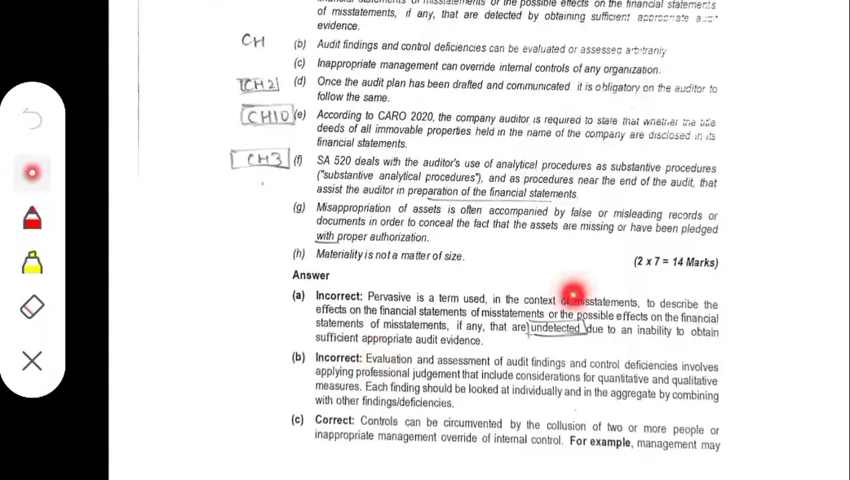 of misstatements, if any, that are detected by obtaining sufficient appropriate audit
evidence.
CH (b) Audit findings and control deficiencies can be evaluated or assessed arbitrarily
(c) Inappropriate management can override internal controls of any organization.
CH2 (d) Once the audit plan has been drafted and communicated it is obligatory on the auditor to
follow the same.
CH10 (e) According to CARO 2020, the company auditor is required to state that whether the title
deeds of all immovable properties held in the name of the company are disclosed in its
financial statements.
CH3 (f) SA 520 deals with the auditor's use of analytical procedures as substantive procedures
("substantive analytical procedures"), and as procedures near the end of the audit, that
assist the auditor in preparation of the financial statements.
(g) Misappropriation of assets is often accompanied by false or misleading records or
documents in order to conceal the fact that the assets are missing or have been pledged
with proper authorization.
(h) Materiality is not a matter of size. (2 x 7 = 14 Marks)
Answer
(a) Incorrect: Pervasive is a term used, in the context misstatements, to describe the
effects on the financial statements of misstatements or the possible effects on the financial
statements of misstatements, if any, that are undetected due to an inability to obtain
sufficient appropriate audit evidence.
(b) Incorrect: Evaluation and assessment of audit findings and control deficiencies involves
applying professional judgement that include considerations for quantitative and qualitative
measures. Each finding should be looked at individually and in the aggregate by combining
with other findings/deficiencies.
(c) Correct: Controls can be circumvented by the collusion of two or more people or
inappropriate management override of internal control. For example, management may